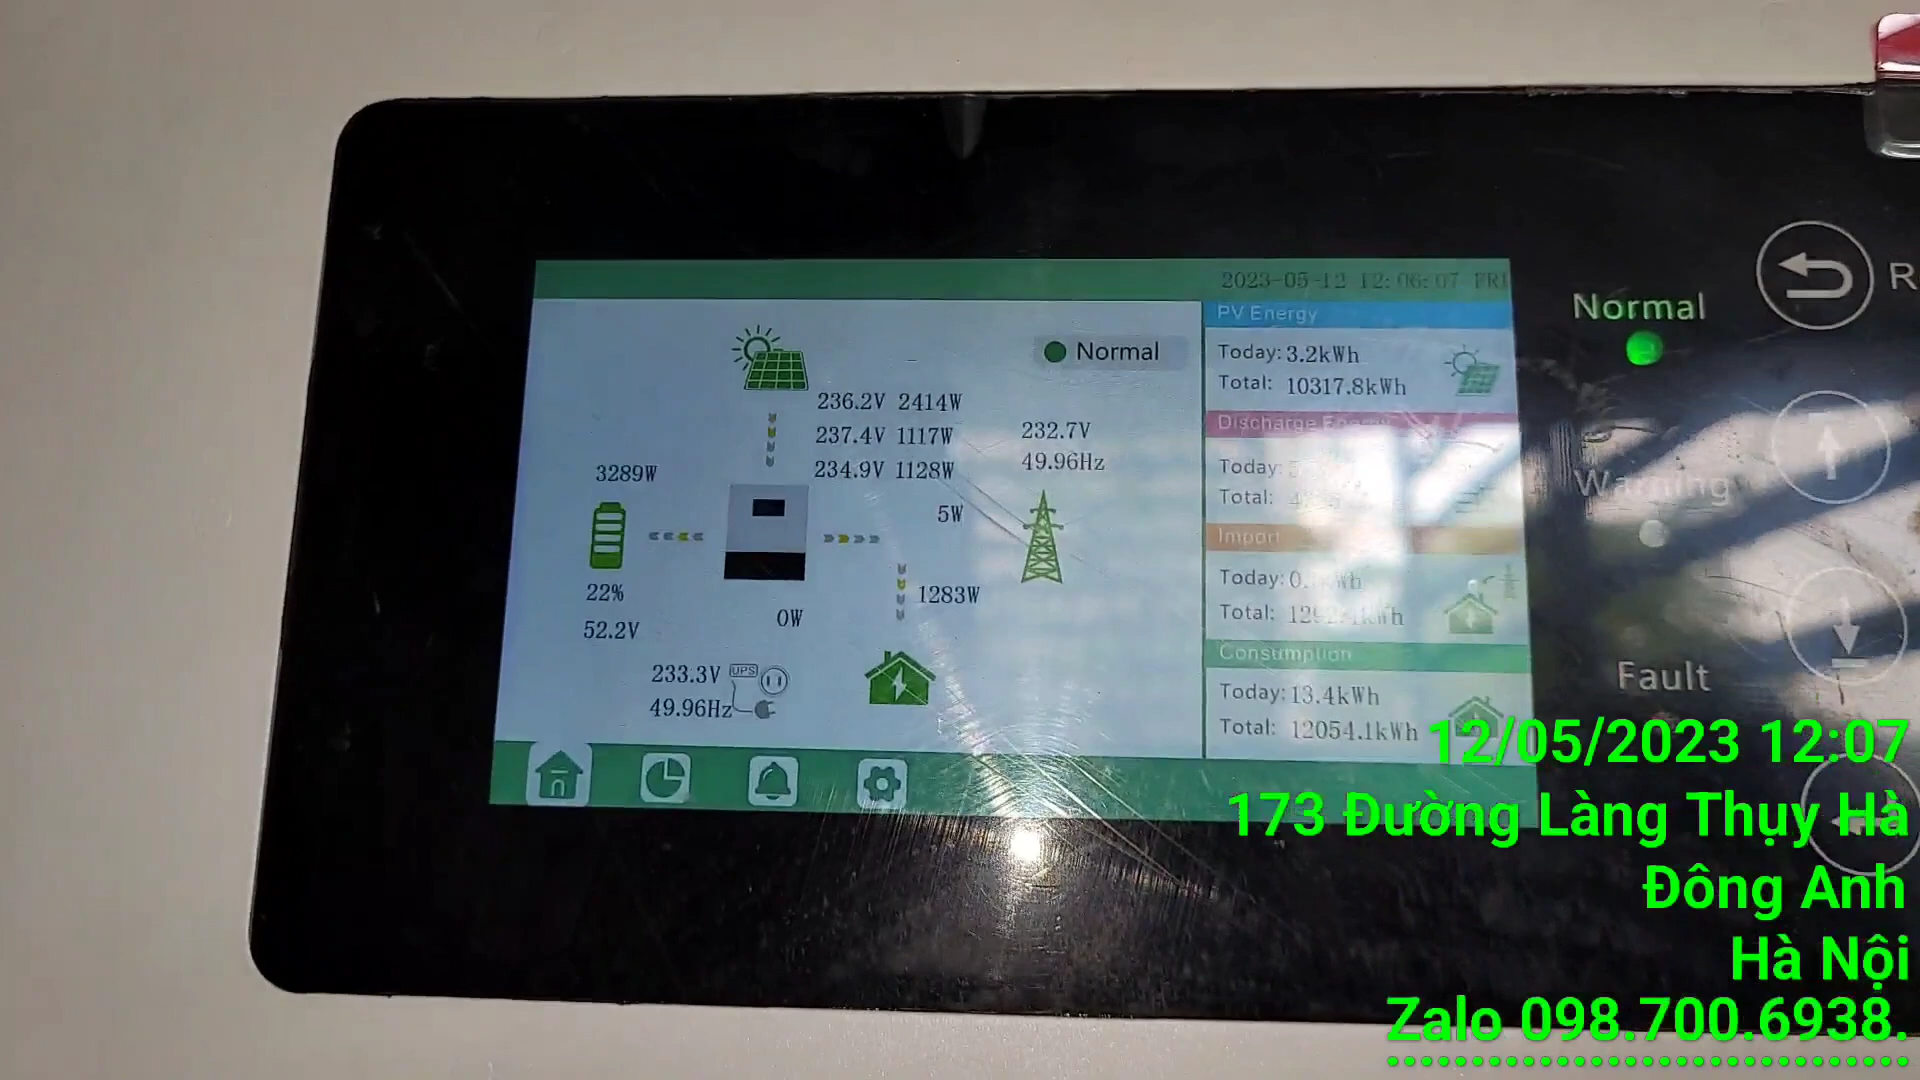 2023-05-12 12:06:07 FRI
Normal
236.2V 2414W
237.4V 1117W
234.9V 1128W
232.7V
49.96Hz
3289W
5W
22%
52.2V
0W
1283W
233.3V
UPS
49.96Hz
PV Energy
Today: 3.2kWh
Total: 10317.8kWh
Discharge Energy
Today:
Total:
Import
Today:
Total:
Consumption
Today: 13.4kWh
Total: 12054.1kWh
Normal
Warning
Fault
R
12/05/2023 12:07
173 Đường Làng Thụy Hà
Đông Anh
Hà Nội
Zalo 098.700.6938.